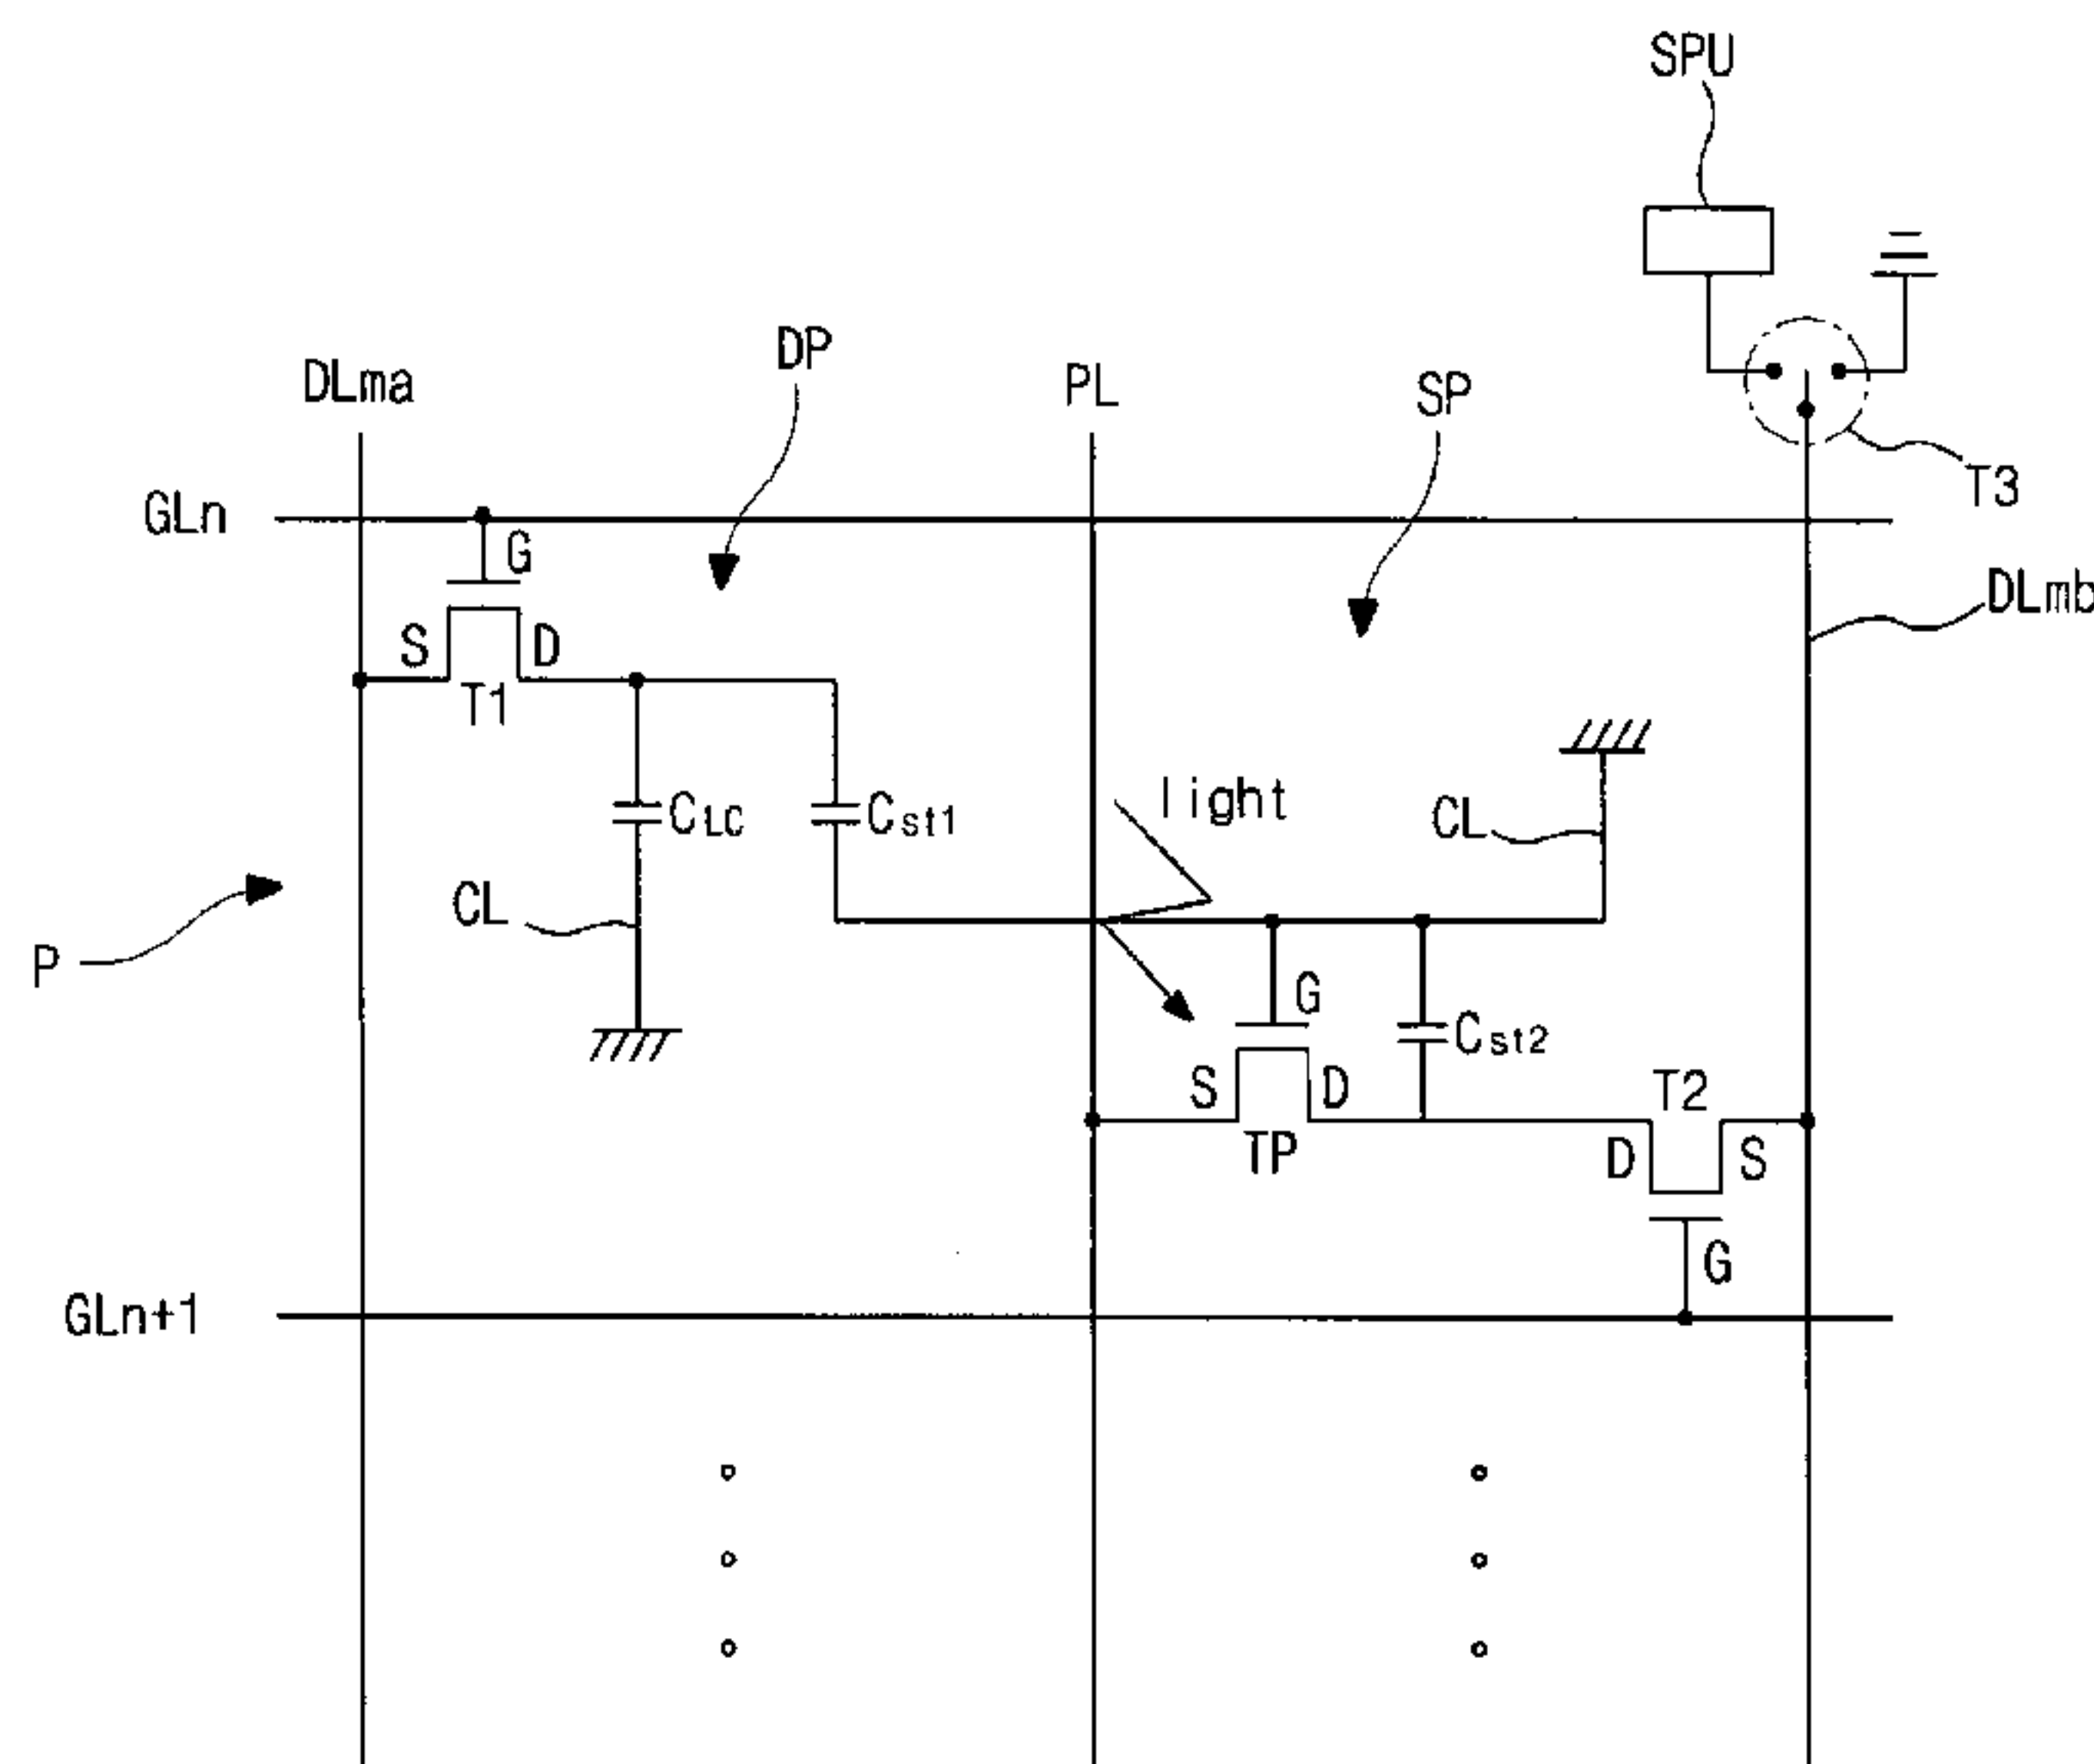 SPU
DLma
DP
PL
SP
T3
GLn
G
DLmb
S
D
T1
light
CLC
Cst1
CL
CL
P
G
Cst2
S
D
T2
TP
D
S
G
GLn+1